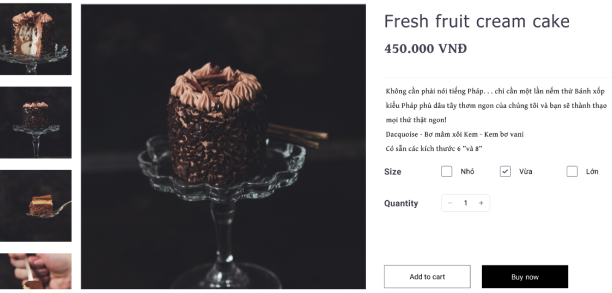 Fresh fruit cream cake
450.000 VNĐ
Không cần phải nói tiếng Pháp. . . chỉ cần một lần nếm thử Bánh xốp
kiểu Pháp phủ dâu tây thơm ngon của chúng tôi và bạn sẽ thành thạo
mọi thứ thật ngon!
Dacquoise - Bơ mâm xôi Kem - Kem bơ vani
Có sẵn các kích thước 6 "và 8"
Size Nhỏ Vừa Lớn
Quantity − 1 +
Add to cart Buy now